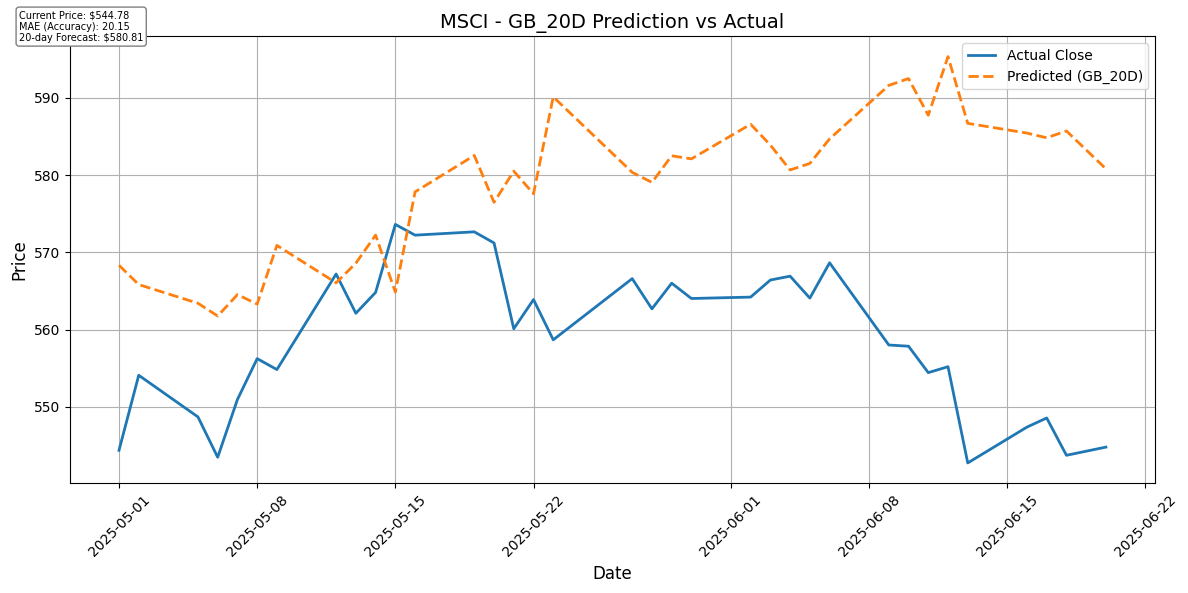 MSCI - GB_20D Prediction vs Actual
Current Price: $544.78
MAE (Accuracy): 20.15
20-day Forecast: $580.81
Actual Close
Predicted (GB_20D)
Price
590
580
570
560
550
2025-05-01
2025-05-08
2025-05-15
2025-05-22
2025-06-01
2025-06-08
2025-06-15
2025-06-22
Date